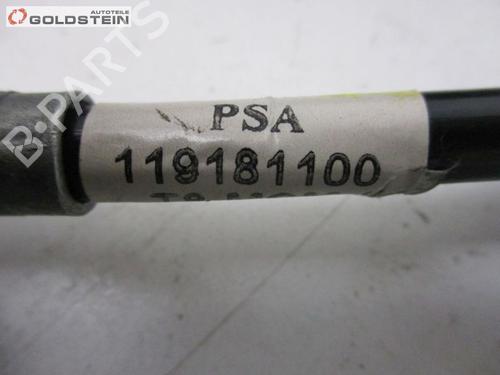 AUTOTEILE
GOLDSTEIN
B-PARTS
PSA
119181100